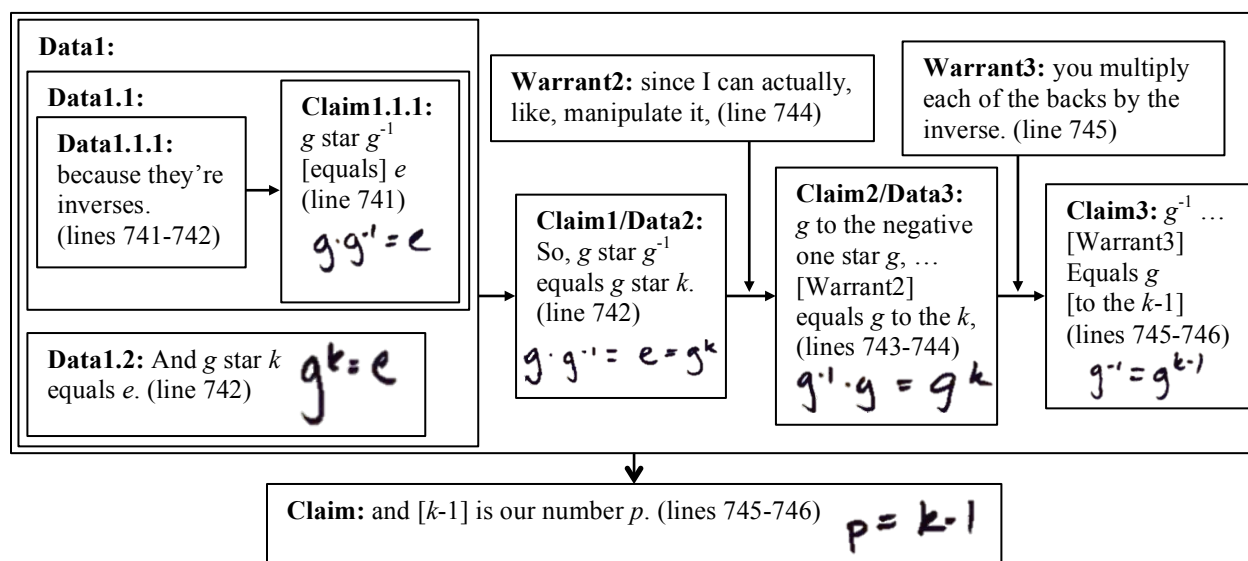 Data1:
Data1.1:
Data1.1.1:
because they're
inverses.
(lines 741-742)
Claim1.1.1:
g star g⁻¹
[equals] e
(line 741)
g·g⁻¹ = e
Data1.2: And g star k
equals e. (line 742)
gᵏ = e
Warrant2: since I can actually,
like, manipulate it, (line 744)
Claim1/Data2:
So, g star g⁻¹
equals g star k.
(line 742)
g·g⁻¹ = e = gᵏ
Claim2/Data3:
g to the negative
one star g, …
[Warrant2]
equals g to the k,
(lines 743-744)
g⁻¹·g = gᵏ
Warrant3: you multiply
each of the backs by the
inverse. (line 745)
Claim3: g⁻¹ …
[Warrant3]
Equals g
[to the k-1]
(lines 745-746)
g⁻¹ = gᵏ⁻¹
Claim: and [k-1] is our number p. (lines 745-746)
p = k-1